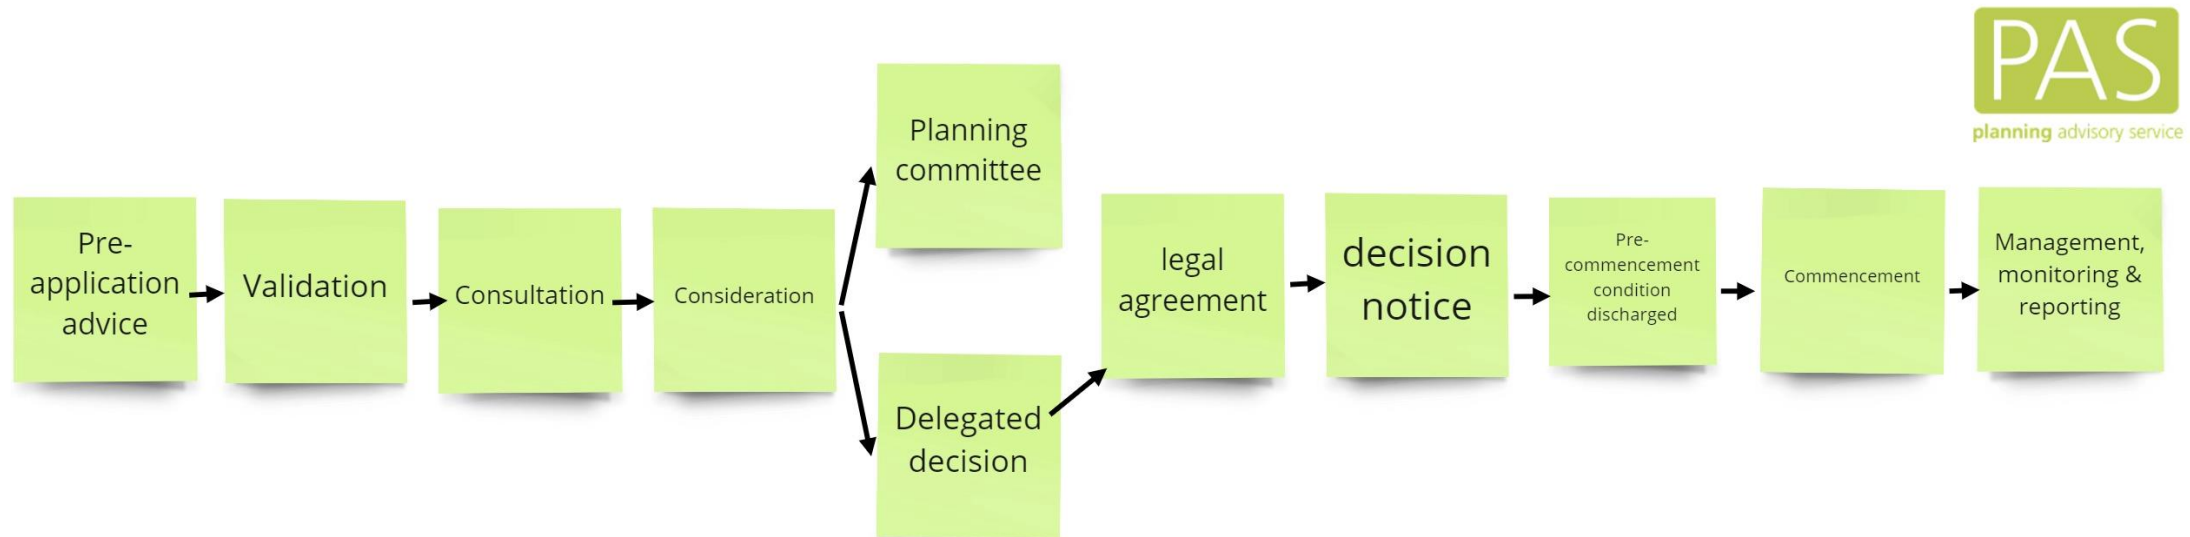 PAS
planning advisory service
Pre-
application
advice
Validation
Consultation
Consideration
Planning
committee
Delegated
decision
legal
agreement
decision
notice
Pre-
commencement
condition
discharged
Commencement
Management,
monitoring &
reporting